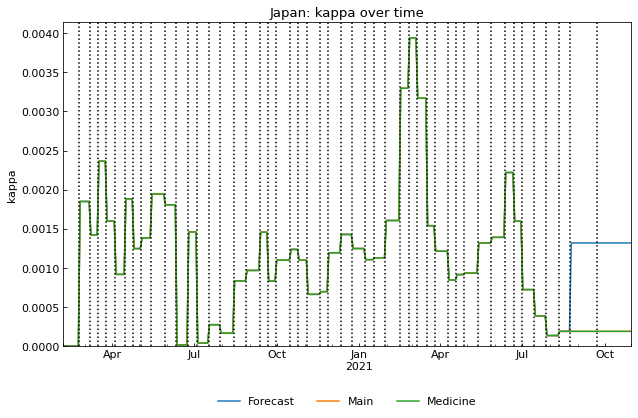 Japan: kappa over time
0.0040
0.0035
0.0030
0.0025
0.0020
0.0015
0.0010
0.0005
0.0000
kappa
Apr Jul Oct Jan Apr Jul Oct
2021
Forecast Main Medicine